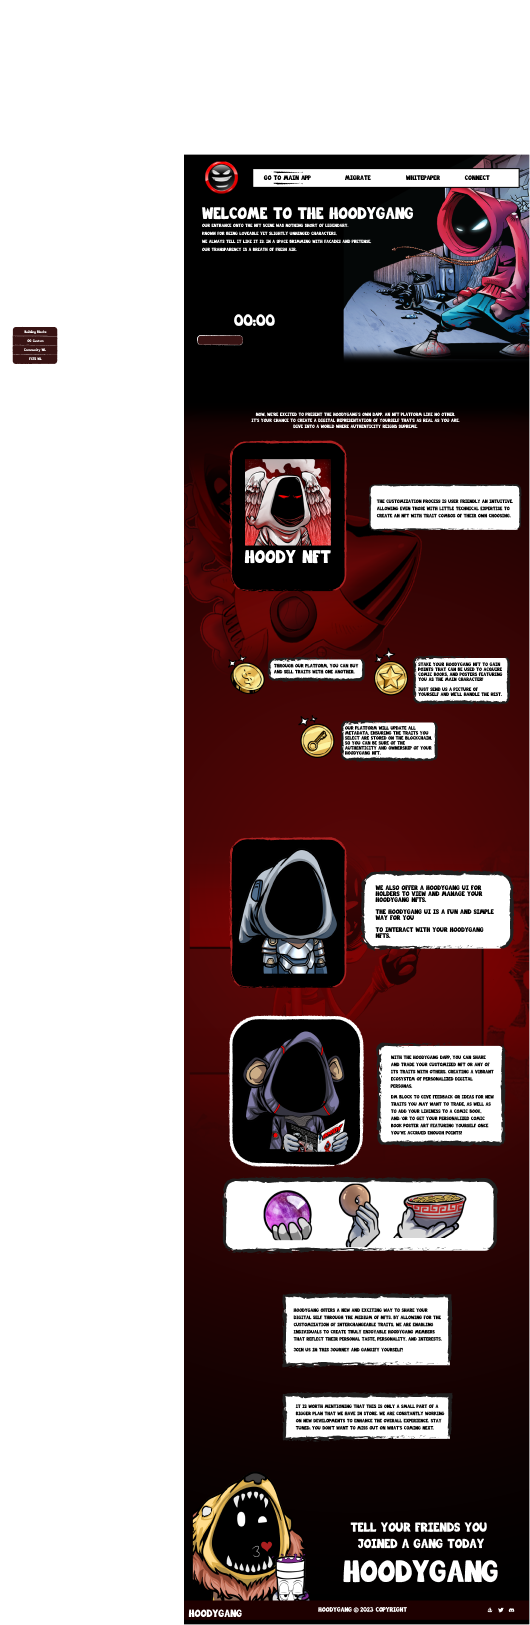 GO TO MAIN APP
MIGRATE
WHITEPAPER
CONNECT
WELCOME TO THE HOODYGANG
OUR ENTRANCE ONTO THE NFT SCENE WAS NOTHING SHORT OF LEGENDARY.
KNOWN FOR BEING LOVEABLE YET SLIGHTLY UNHINGED CHARACTERS.
WE ALWAYS TELL IT LIKE IT IS IN A SPACE BRIMMING WITH FACADES AND PRETENSE.
OUR TRANSPARENCY IS A BREATH OF FRESH AIR.
00:00
Building Blocks
OG Custom
Community WL
FCFS WL
NOW, WE'RE EXCITED TO PRESENT THE HOODYGANG'S OWN DAPP, AN NFT PLATFORM LIKE NO OTHER.
IT'S YOUR CHANCE TO CREATE A DIGITAL REPRESENTATION OF YOURSELF THAT'S AS REAL AS YOU ARE.
DIVE INTO A WORLD WHERE AUTHENTICITY REIGNS SUPREME.
HOODY NFT
THE CUSTOMIZATION PROCESS IS USER FRIENDLY AN INTUITIVE,
ALLOWING EVEN THOSE WITH LITTLE TECHNICAL EXPERTISE TO
CREATE AN NFT WITH TRAIT COMBOS OF THEIR OWN CHOOSING.
THROUGH OUR PLATFORM, YOU CAN BUY
AND SELL TRAITS WITH ONE ANOTHER.
STAKE YOUR HOODYGANG NFT TO GAIN
POINTS THAT CAN BE USED TO ACQUIRE
COMIC BOOKS, AND POSTERS FEATURING
YOU AS THE MAIN CHARACTER!
JUST SEND US A PICTURE OF
YOURSELF AND WE'LL HANDLE THE REST.
OUR PLATFORM WILL UPDATE ALL
METADATA, ENSURING THE TRAITS YOU
SELECT ARE STORED ON THE BLOCKCHAIN,
SO YOU CAN BE SURE OF THE
AUTHENTICITY AND OWNERSHIP OF YOUR
HOODYGANG NFT.
WE ALSO OFFER A HOODYGANG UI FOR
HOLDERS TO VIEW AND MANAGE YOUR
HOODYGANG NFTS.
THE HOODYGANG UI IS A FUN AND SIMPLE
WAY FOR YOU
TO INTERACT WITH YOUR HOODYGANG
NFTS.
WITH THE HOODYGANG DAPP, YOU CAN SHARE
AND TRADE YOUR CUSTOMIZED NFT OR ANY OF
ITS TRAITS WITH OTHERS, CREATING A VIBRANT
ECOSYSTEM OF PERSONALIZED DIGITAL
PERSONAS.
DM BLOCK TO GIVE FEEDBACK OR IDEAS FOR NEW
TRAITS YOU MAY WANT TO TRADE, AS WELL AS
TO ADD YOUR LIKENESS TO A COMIC BOOK,
AND/OR TO GET YOUR PERSONALIZED COMIC
BOOK POSTER ART FEATURING YOURSELF ONCE
YOU'VE ACCRUED ENOUGH POINTS!
HOODYGANG OFFERS A NEW AND EXCITING WAY TO SHARE YOUR
DIGITAL SELF THROUGH THE MEDIUM OF NFTS. BY ALLOWING FOR THE
CUSTOMIZATION OF INTERCHANGEABLE TRAITS, WE ARE ENABLING
INDIVIDUALS TO CREATE TRULY ENJOYABLE HOODYGANG MEMBERS
THAT REFLECT THEIR PERSONAL TASTE, PERSONALITY, AND INTERESTS.
JOIN US IN THIS JOURNEY AND GANGIFY YOURSELF!
IT IS WORTH MENTIONING THAT THIS IS ONLY A SMALL PART OF A
BIGGER PLAN THAT WE HAVE IN STORE. WE ARE CONSTANTLY WORKING
ON NEW DEVELOPMENTS TO ENHANCE THE OVERALL EXPERIENCE. STAY
TUNED, YOU DON'T WANT TO MISS OUT ON WHAT'S COMING NEXT.
TELL YOUR FRIENDS YOU
JOINED A GANG TODAY
HOODYGANG
HOODYGANG
HOODYGANG © 2023 COPYRIGHT